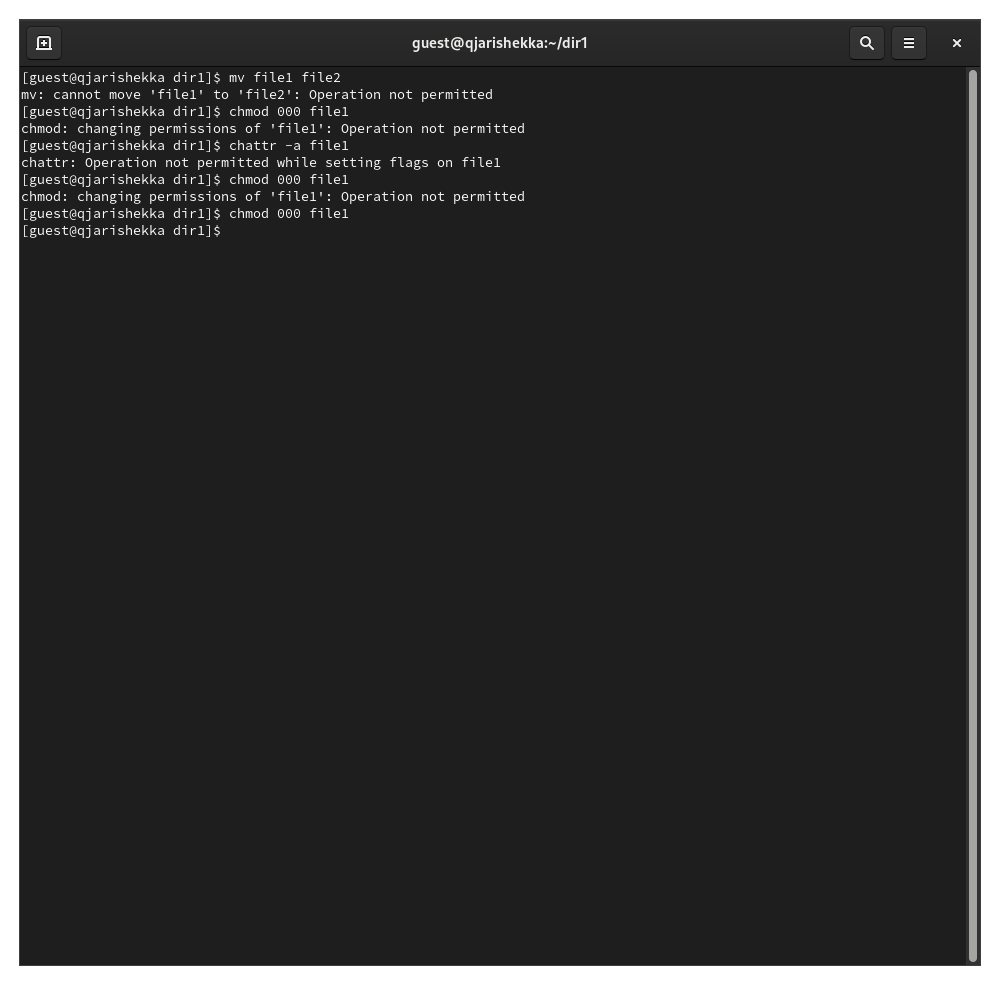 guest@qjarishekka:~/dir1
[guest@qjarishekka dir1]$ mv file1 file2
mv: cannot move 'file1' to 'file2': Operation not permitted
[guest@qjarishekka dir1]$ chmod 000 file1
chmod: changing permissions of 'file1': Operation not permitted
[guest@qjarishekka dir1]$ chattr -a file1
chattr: Operation not permitted while setting flags on file1
[guest@qjarishekka dir1]$ chmod 000 file1
chmod: changing permissions of 'file1': Operation not permitted
[guest@qjarishekka dir1]$ chmod 000 file1
[guest@qjarishekka dir1]$